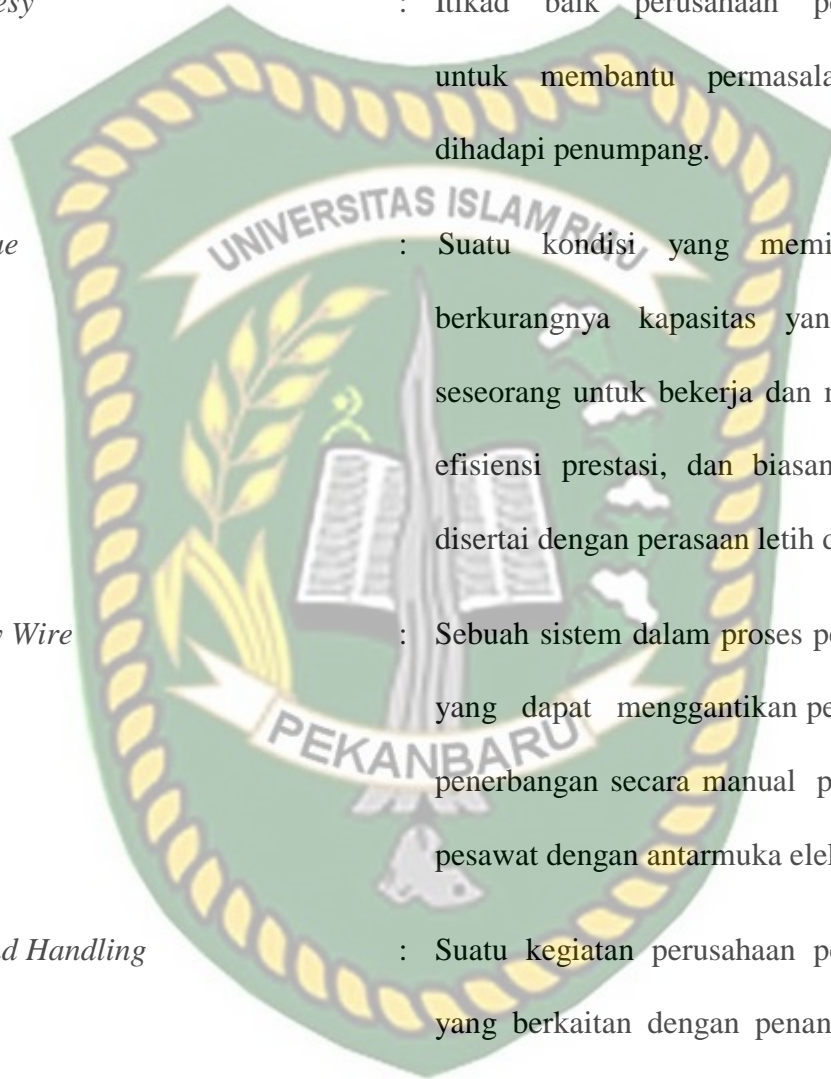 esy : Itikad baik perusahaan pe
untuk membantu permasala
dihadapi penumpang.
UNIVERSITAS ISLAM RIAU
ue : Suatu kondisi yang memi
berkurangnya kapasitas yan
seseorang untuk bekerja dan
efisiensi prestasi, dan biasan
disertai dengan perasaan letih d
y Wire : Sebuah sistem dalam proses pe
yang dapat menggantikan pe
PEKANBARU
penerbangan secara manual p
pesawat dengan antarmuka elek
nd Handling : Suatu kegiatan perusahaan pe
yang berkaitan dengan penan